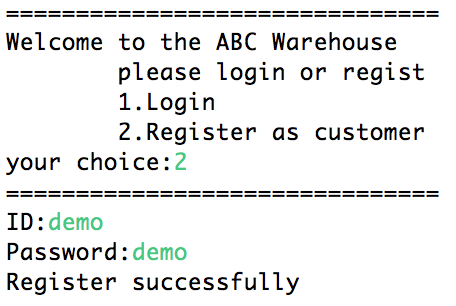 ===============================
Welcome to the ABC Warehouse
please login or regist
1.Login
2.Register as customer
your choice:2
===============================
ID:demo
Password:demo
Register successfully